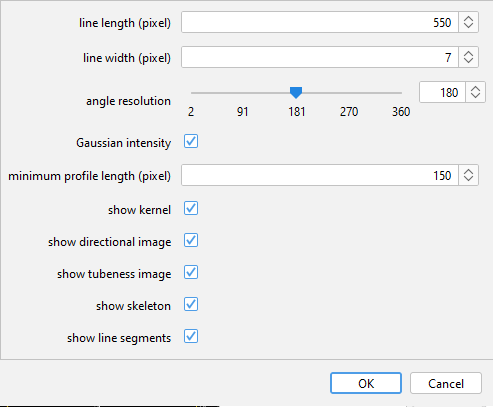 line length (pixel) 550
line width (pixel) 7
angle resolution 180
2 91 181 270 360
Gaussian intensity
minimum profile length (pixel) 150
show kernel
show directional image
show tubeness image
show skeleton
show line segments
OK Cancel